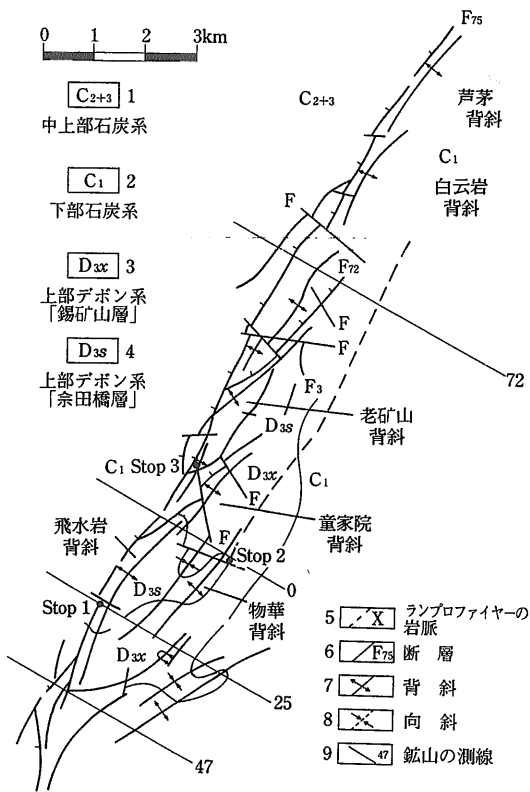 0 1 2 3km
F75
C2+3 1
中上部石炭系
C1 2
下部石炭系
D3x 3
上部デボン系
「錫矿山層」
D3s 4
上部デボン系
「佘田橋層」
C2+3
芦茅
背斜
C1
白云岩
背斜
F
F72
F
F
F3
72
老矿山
背斜
D3s
C1 Stop 3
D3x
C1
F
童家院
背斜
飛水岩
背斜
F
Stop 2
0
D3s
Stop 1
物華
背斜
D3x
25
47
5 X ランプロファイヤーの
岩脈
6 F75 断層
7 背斜
8 向斜
9 47 鉱山の測線